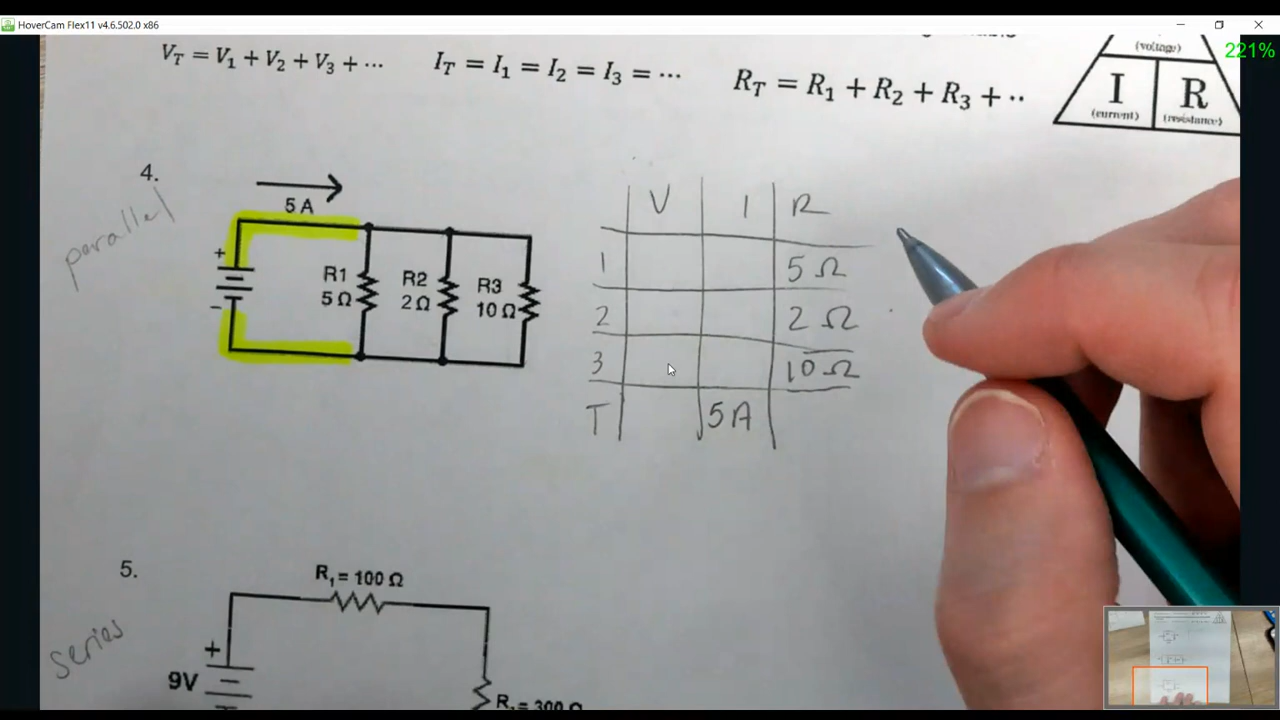 HoverCam Flex11 v4.6.502.0 x86
221%
V_T = V_1 + V_2 + V_3 + ⋯
I_T = I_1 = I_2 = I_3 = ⋯
R_T = R_1 + R_2 + R_3 + ··
(voltage)
I
(current)
R
(resistance)
4.
parallel
5 A
+
−
R1
5 Ω
R2
2 Ω
R3
10 Ω
V I R
1 5 Ω
2 2 Ω
3 10 Ω
T 5 A
5.
series
R₁ = 100 Ω
+
9V